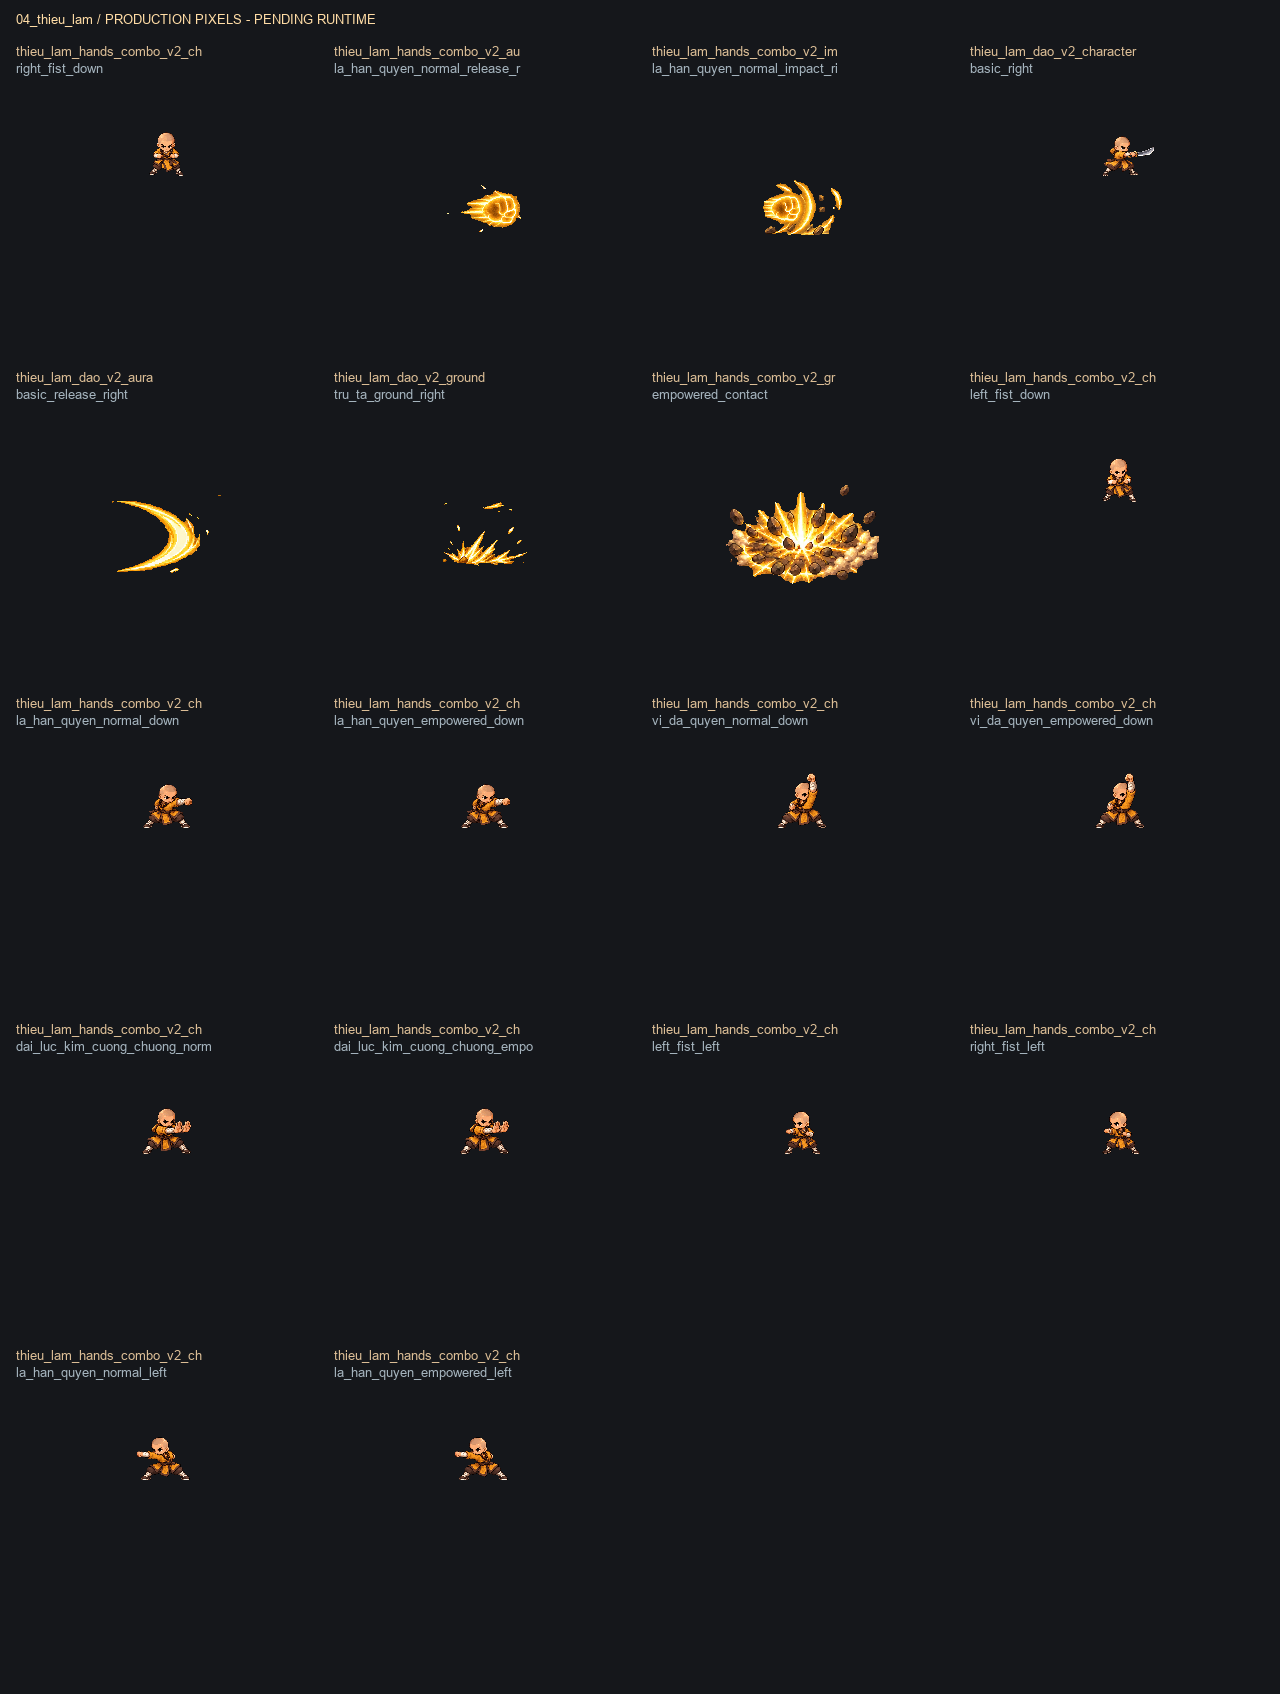 04_thieu_lam / PRODUCTION PIXELS - PENDING RUNTIME
thieu_lam_hands_combo_v2_ch
right_fist_down
thieu_lam_hands_combo_v2_au
la_han_quyen_normal_release_r
thieu_lam_hands_combo_v2_im
la_han_quyen_normal_impact_ri
thieu_lam_dao_v2_character
basic_right
thieu_lam_dao_v2_aura
basic_release_right
thieu_lam_dao_v2_ground
tru_ta_ground_right
thieu_lam_hands_combo_v2_gr
empowered_contact
thieu_lam_hands_combo_v2_ch
left_fist_down
thieu_lam_hands_combo_v2_ch
la_han_quyen_normal_down
thieu_lam_hands_combo_v2_ch
la_han_quyen_empowered_down
thieu_lam_hands_combo_v2_ch
vi_da_quyen_normal_down
thieu_lam_hands_combo_v2_ch
vi_da_quyen_empowered_down
thieu_lam_hands_combo_v2_ch
dai_luc_kim_cuong_chuong_norm
thieu_lam_hands_combo_v2_ch
dai_luc_kim_cuong_chuong_empo
thieu_lam_hands_combo_v2_ch
left_fist_left
thieu_lam_hands_combo_v2_ch
right_fist_left
thieu_lam_hands_combo_v2_ch
la_han_quyen_normal_left
thieu_lam_hands_combo_v2_ch
la_han_quyen_empowered_left